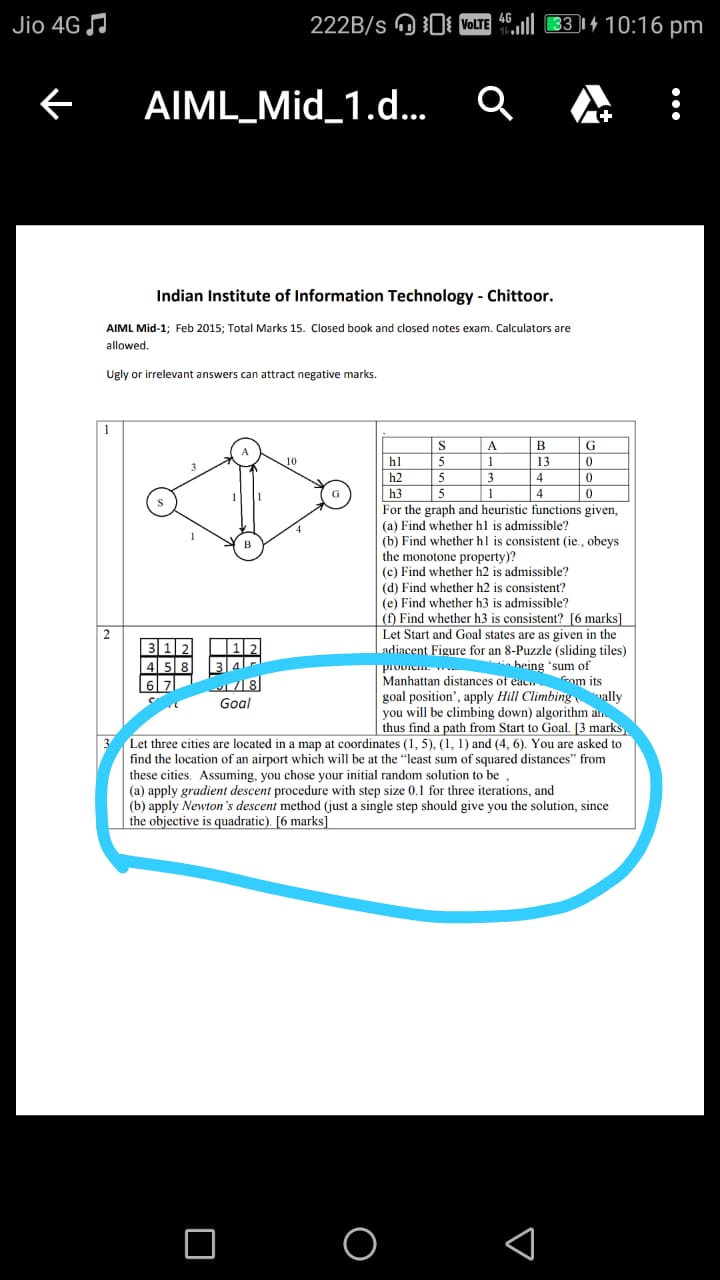 Jio 4G
222B/s VoLTE 4G 33 10:16 pm
AIML_Mid_1.d...
Indian Institute of Information Technology - Chittoor.
AIML Mid-1; Feb 2015; Total Marks 15. Closed book and closed notes exam. Calculators are
allowed.
Ugly or irrelevant answers can attract negative marks.
1
A
3
10
S
1
1
G
1
4
B
S A B G
h1 5 1 13 0
h2 5 3 4 0
h3 5 1 4 0
For the graph and heuristic functions given,
(a) Find whether h1 is admissible?
(b) Find whether h1 is consistent (ie., obeys
the monotone property)?
(c) Find whether h2 is admissible?
(d) Find whether h2 is consistent?
(e) Find whether h3 is admissible?
(f) Find whether h3 is consistent? [6 marks]
2
3 1 2
4 5 8
6 7
1 2
3 4
7 8
Goal
Let Start and Goal states are as given in the
adjacent Figure for an 8-Puzzle (sliding tiles)
being ‘sum of
Manhattan distances of its
goal position’, apply Hill Climbing
you will be climbing down) algorithm
thus find a path from Start to Goal. [3 marks]
3
Let three cities are located in a map at coordinates (1, 5), (1, 1) and (4, 6). You are asked to
find the location of an airport which will be at the “least sum of squared distances” from
these cities. Assuming, you chose your initial random solution to be ,
(a) apply gradient descent procedure with step size 0.1 for three iterations, and
(b) apply Newton’s descent method (just a single step should give you the solution, since
the objective is quadratic). [6 marks]